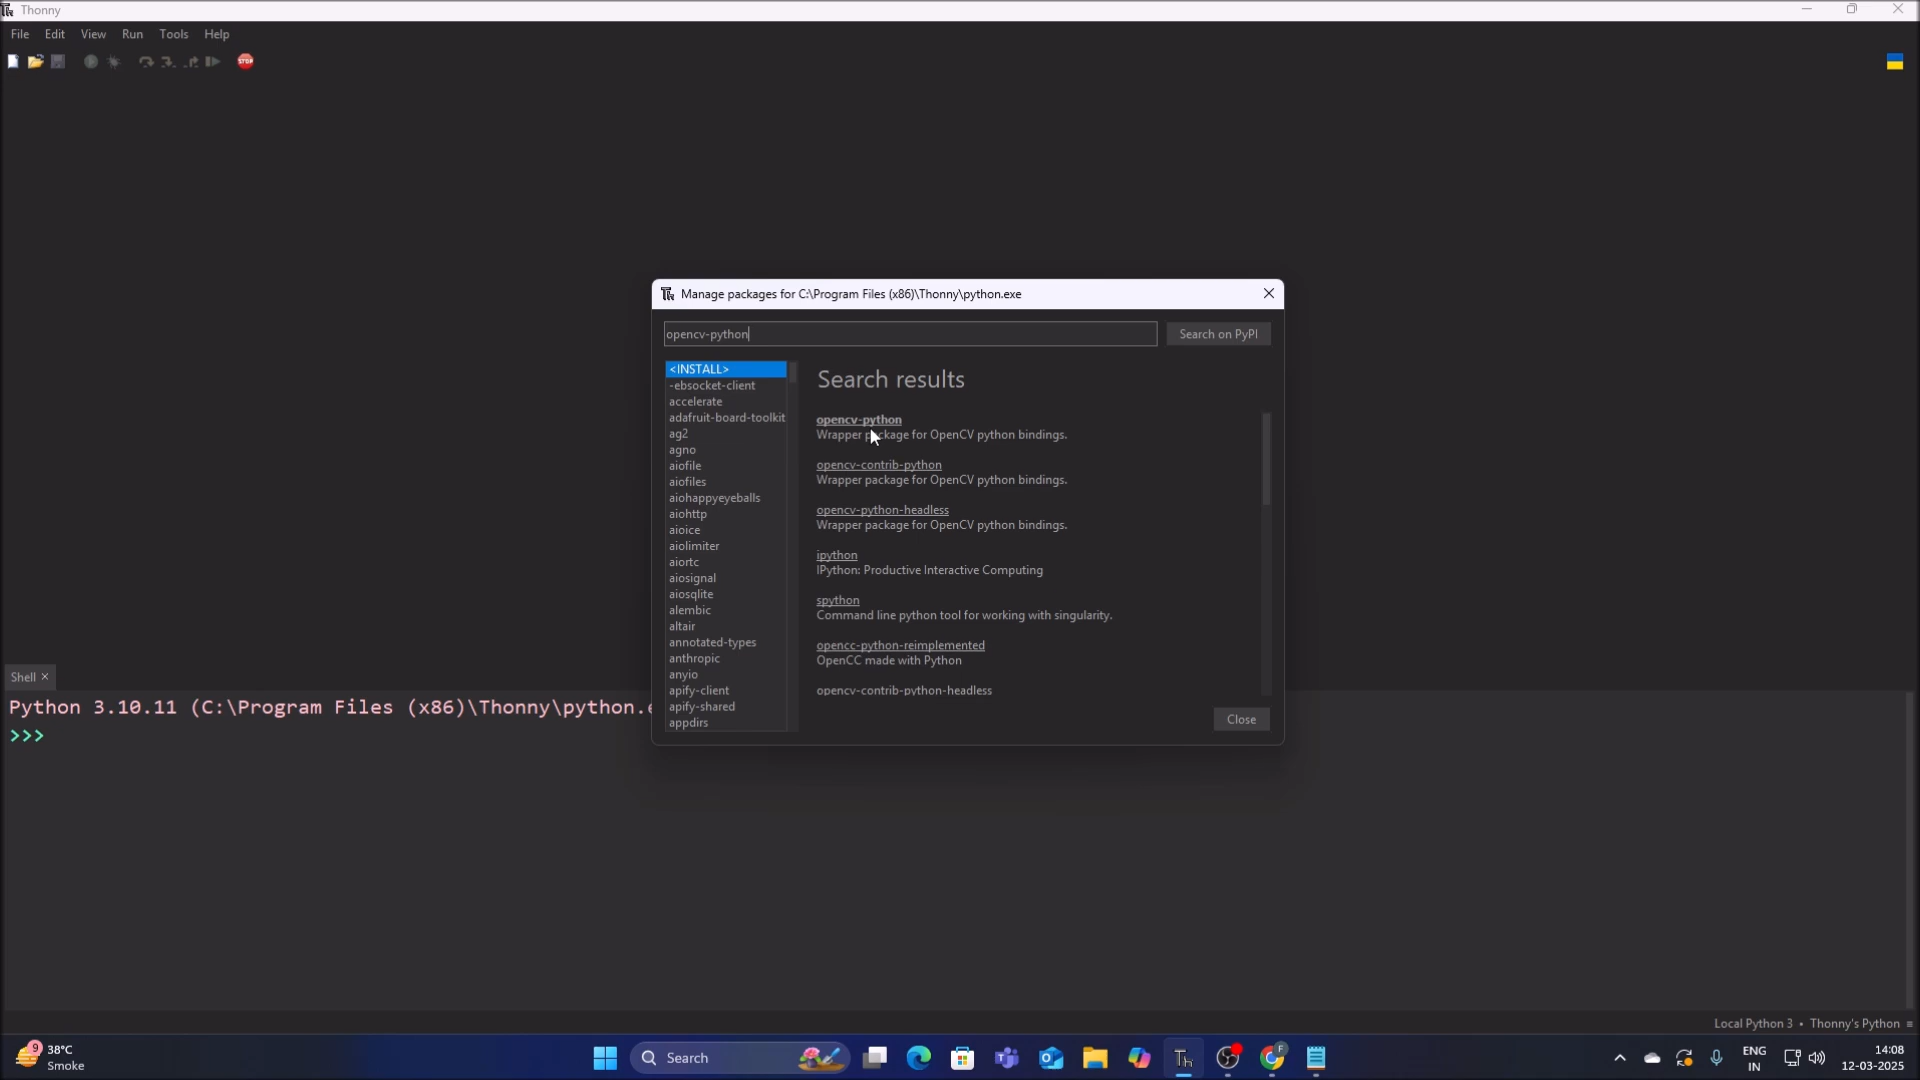 Thonny
File Edit View Run Tools Help
STOP
Manage packages for C:\Program Files (x86)\Thonny\python.exe
opencv-python
Search on PyPI
<INSTALL>
-ebsocket-client
accelerate
adafruit-board-toolkit
ag2
agno
aiofile
aiofiles
aiohappyeyeballs
aiohttp
aioice
aiolimiter
aiortc
aiosignal
aiosqlite
alembic
altair
annotated-types
anthropic
anyio
apify-client
apify-shared
appdirs
Search results
opencv-python
Wrapper package for OpenCV python bindings.
opencv-contrib-python
Wrapper package for OpenCV python bindings.
opencv-python-headless
Wrapper package for OpenCV python bindings.
ipython
IPython: Productive Interactive Computing
spython
Command line python tool for working with singularity.
opencc-python-reimplemented
OpenCC made with Python
opencv-contrib-python-headless
Close
Shell
Python 3.10.11 (C:\Program Files (x86)\Thonny\python.e
>>>
Local Python 3 • Thonny's Python
9
38°C
Smoke
Search
Th
ENG
IN
14:08
12-03-2025